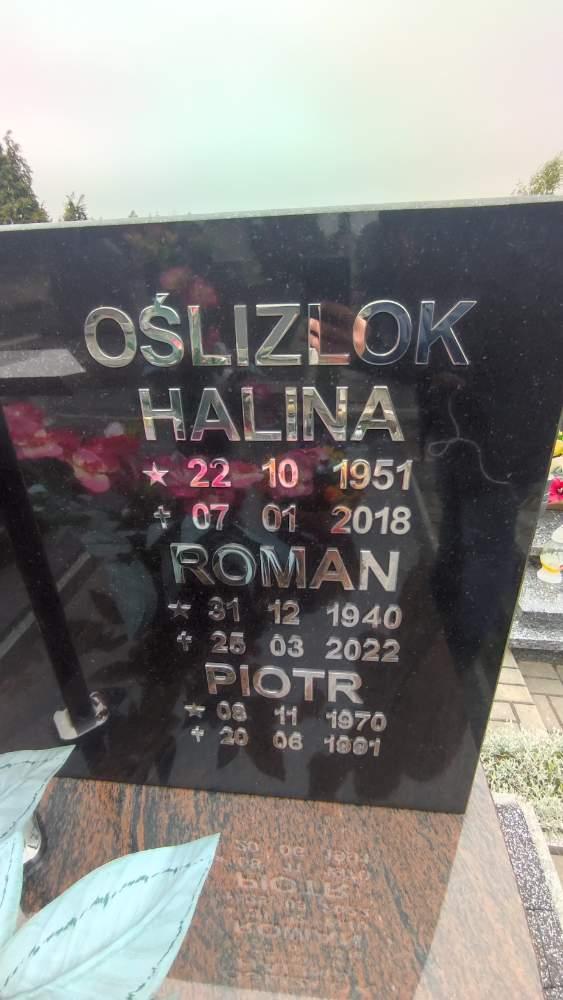 OŚLIZLOK
HALINA
★ 22 10 1951
✝ 07 01 2018
ROMAN
★ 31 12 1940
✝ 25 03 2022
PIOTR
★ 08 11 1970
✝ 20 06 1991